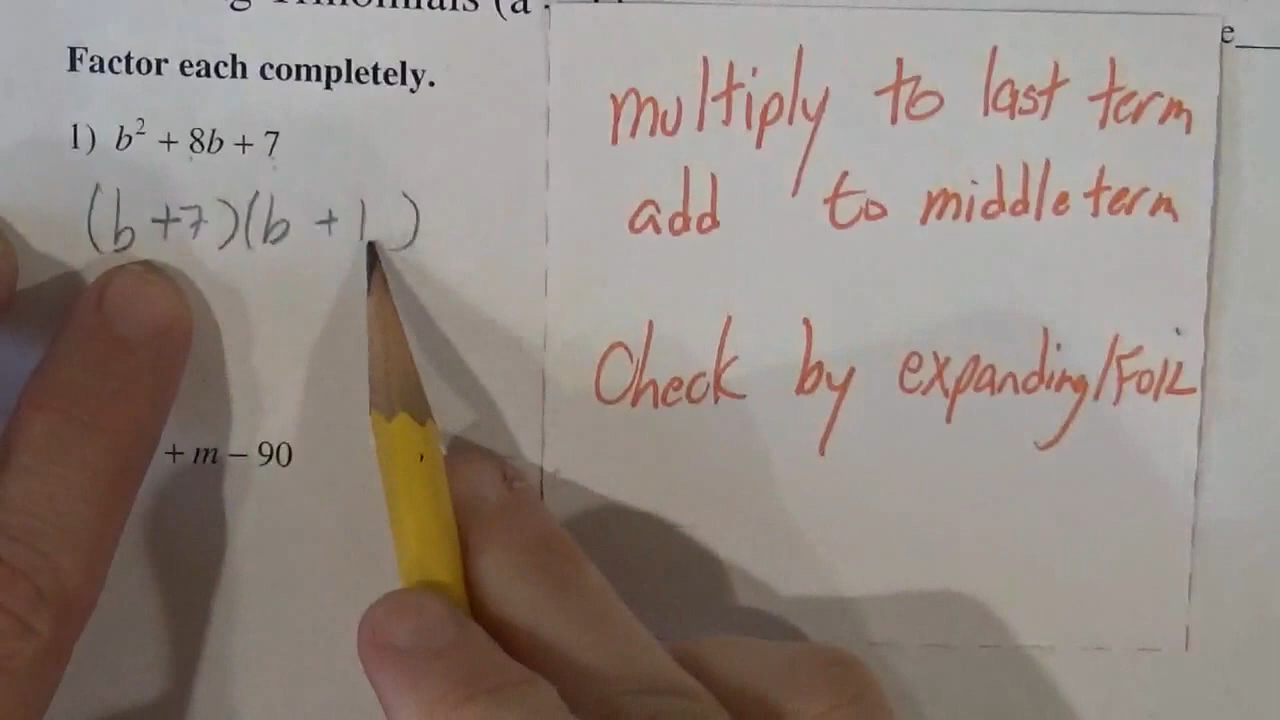 (a
Factor each completely.
1) b² + 8b + 7
(b +7)(b + 1 )
+ m – 90
multiply to last term
add to middle term
Check by expanding/FOIL